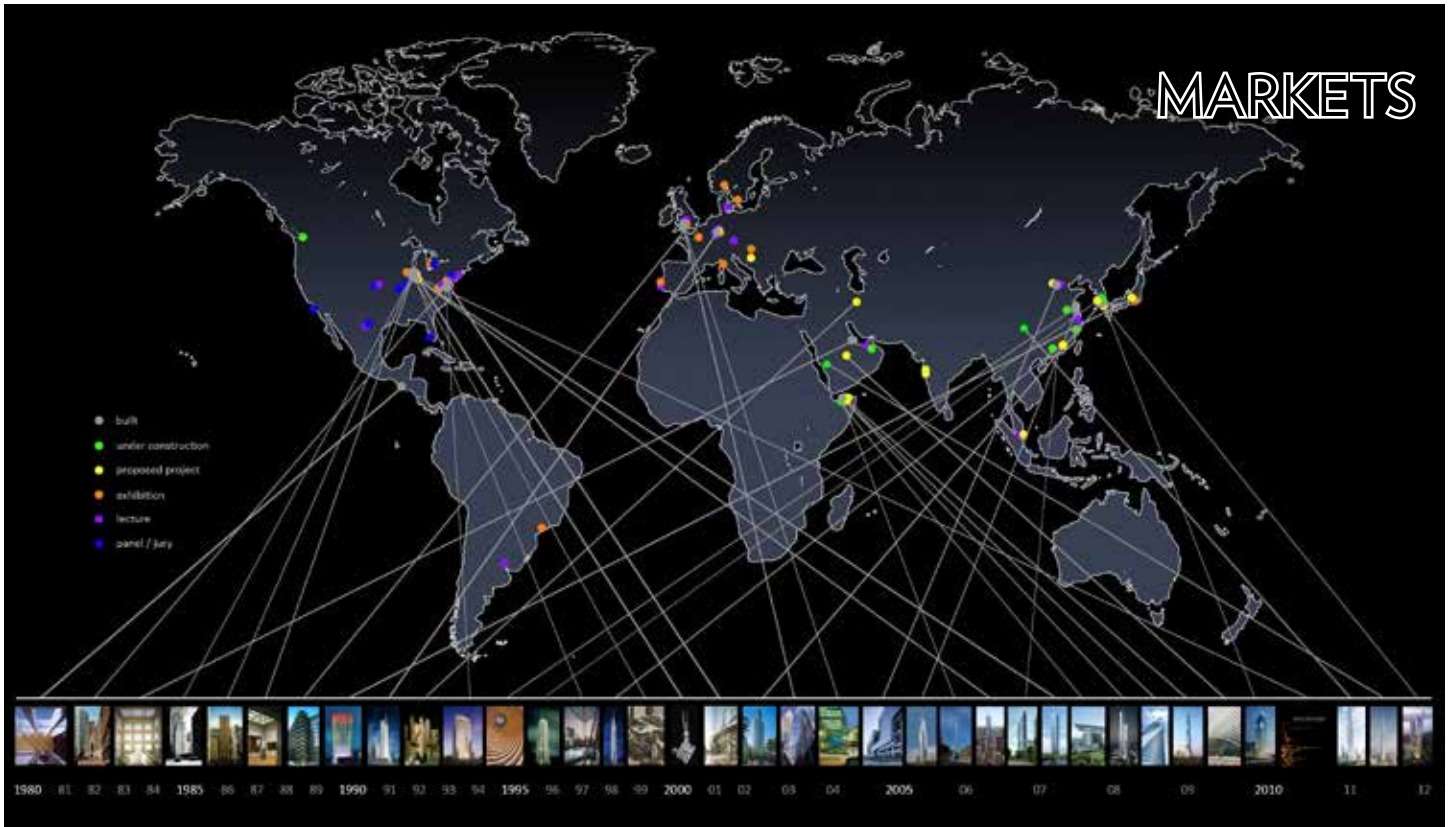 MARKETS
built
under construction
proposed project
exhibition
lecture
panel / jury
1980 81 82 83 84 1985 86 87 88 89 1990 91 92 93 94 1995 96 97 98 99 2000 01 02 03 04 2005 06 07 08 09 2010 11 12